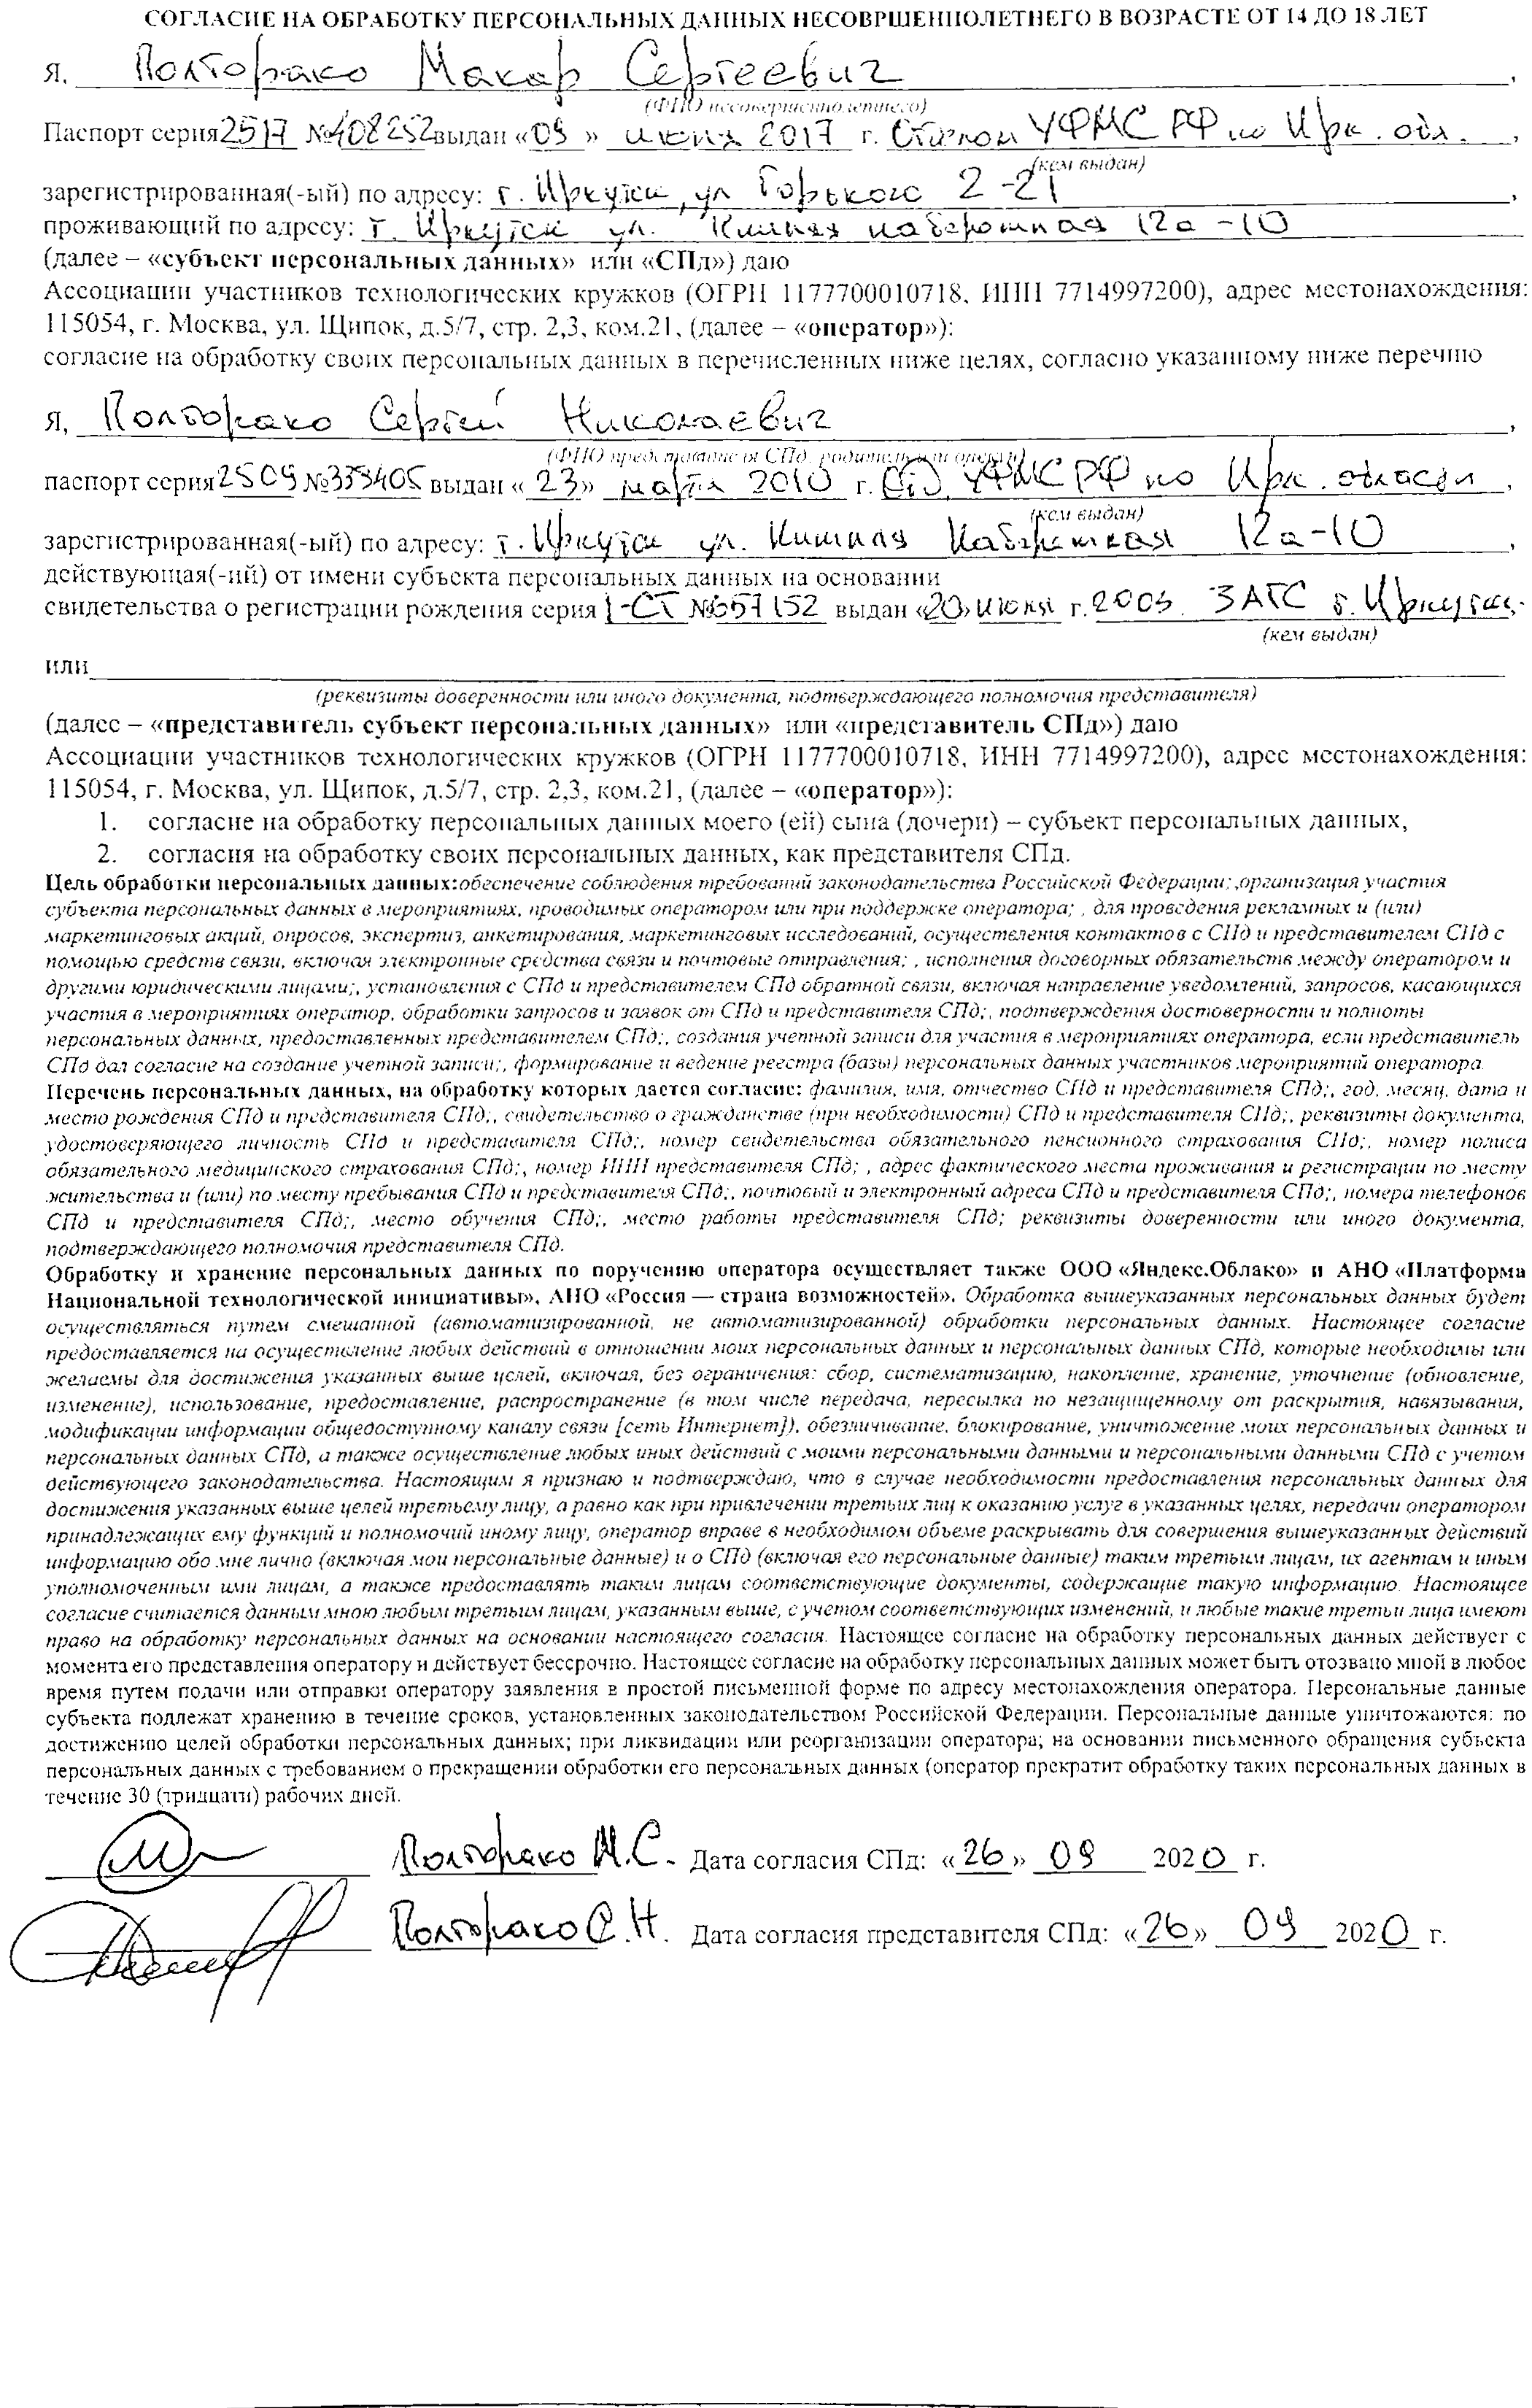 СОГЛАСИЕ НА ОБРАБОТКУ ПЕРСОНАЛЬНЫХ ДАННЫХ НЕСОВРШЕННОЛЕТНЕГО В ВОЗРАСТЕ ОТ 14 ДО 18 ЛЕТ
Я, Полторако Макар Сергеевич,
(ФИО несовершеннолетнего)
Паспорт серия 2517 №408252 выдан «09» июня 2017 г. УФМС РФ по Ирк. обл.,
(кем выдан)
зарегистрированная(-ый) по адресу: г. Иркутск, ул Горького 2-21,
проживающий по адресу: г. Иркутск ул. 12а-10
(далее – «субъект персональных данных» или «СПд») даю
Ассоциации участников технологических кружков (ОГРН 1177700010718, ИНН 7714997200), адрес местонахождения:
115054, г. Москва, ул. Щипок, д.5/7, стр. 2,3, ком.21, (далее – «оператор»):
согласие на обработку своих персональных данных в перечисленных ниже целях, согласно указанному ниже перечню
Я, Полторако Сергей Николаевич,
(ФИО представителя СПд, родитель или опекун)
паспорт серия 2509 № выдан «23» марта 2010 г. УФМС РФ по Ирк. области,
(кем выдан)
зарегистрированная(-ый) по адресу: г. Иркутск ул. 12а-10,
действующая(-ий) от имени субъекта персональных данных на основании
свидетельства о регистрации рождения серия 1-СТ №657152 выдан «20» июня г. 2003. ЗАГС г. Иркутск.
(кем выдан)
или
(реквизиты доверенности или иного документа, подтверждающего полномочия представителя)
(далее – «представитель субъект персональных данных» или «представитель СПд») даю
Ассоциации участников технологических кружков (ОГРН 1177700010718, ИНН 7714997200), адрес местонахождения:
115054, г. Москва, ул. Щипок, д.5/7, стр. 2,3, ком.21, (далее – «оператор»):
1. согласие на обработку персональных данных моего (ей) сына (дочери) – субъект персональных данных,
2. согласия на обработку своих персональных данных, как представителя СПд.
Цель обработки персональных данных:обеспечение соблюдения требований законодательства Российской Федерации; ,организация участия
субъекта персональных данных в мероприятиях, проводимых оператором или при поддержке оператора; , для проведения рекламных и (или)
маркетинговых акций, опросов, экспертиз, анкетирования, маркетинговых исследований, осуществления контактов с СПд и представителем СПд с
помощью средств связи, включая электронные средства связи и почтовые отправления; , исполнения договорных обязательств между оператором и
другими юридическими лицами;, установления с СПд и представителем СПд обратной связи, включая направление уведомлений, запросов, касающихся
участия в мероприятиях оператор, обработки запросов и заявок от СПд и представителя СПд;, подтверждения достоверности и полноты
персональных данных, предоставленных представителем СПд;, создания учетной записи для участия в мероприятиях оператора, если представитель
СПд дал согласие на создание учетной записи;, формирование и ведение реестра (базы) персональных данных участников мероприятий оператора.
Перечень персональных данных, на обработку которых дается согласие: фамилия, имя, отчество СПд и представителя СПд;, год, месяц, дата и
место рождения СПд и представителя СПд;, свидетельство о гражданстве (при необходимости) СПд и представителя СПд;, реквизиты документа,
удостоверяющего личность СПд и представителя СПд;, номер свидетельства обязательного пенсионного страхования СПд;, номер полиса
обязательного медицинского страхования СПд;, номер ИНН представителя СПд; , адрес фактического места проживания и регистрации по месту
жительства и (или) по месту пребывания СПд и представителя СПд;, почтовый и электронный адреса СПд и представителя СПд;, номера телефонов
СПд и представителя СПд;, место обучения СПд;, место работы представителя СПд; реквизиты доверенности или иного документа,
подтверждающего полномочия представителя СПд.
Обработку и хранение персональных данных по поручению оператора осуществляет также ООО «Яндекс.Облако» и АНО «Платформа
Национальной технологической инициативы», АНО «Россия — страна возможностей». Обработка вышеуказанных персональных данных будет
осуществляться путем смешанной (автоматизированной, не автоматизированной) обработки персональных данных. Настоящее согласие
предоставляется на осуществление любых действий в отношении моих персональных данных и персональных данных СПд, которые необходимы или
желаемы для достижения указанных выше целей, включая, без ограничения: сбор, систематизацию, накопление, хранение, уточнение (обновление,
изменение), использование, предоставление, распространение (в том числе передача, пересылка по незащищенному от раскрытия, навязывания,
модификации информации общедоступному каналу связи [сеть Интернет]), обезличивание, блокирование, уничтожение моих персональных данных и
персональных данных СПд, а также осуществление любых иных действий с моими персональными данными и персональными данными СПд с учетом
действующего законодательства. Настоящим я признаю и подтверждаю, что в случае необходимости предоставления персональных данных для
достижения указанных выше целей третьему лицу, а равно как при привлечении третьих лиц к оказанию услуг в указанных целях, передачи оператором
принадлежащих ему функций и полномочий иному лицу, оператор вправе в необходимом объеме раскрывать для совершения вышеуказанных действий
информацию обо мне лично (включая мои персональные данные) и о СПд (включая его персональные данные) таким третьим лицам, их агентам и иным
уполномоченным ими лицам, а также предоставлять таким лицам соответствующие документы, содержащие такую информацию. Настоящее
согласие считается данным мною любым третьим лицам, указанным выше, с учетом соответствующих изменений, и любые такие третьи лица имеют
право на обработку персональных данных на основании настоящего согласия. Настоящее согласие на обработку персональных данных действует с
момента его представления оператору и действует бессрочно. Настоящее согласие на обработку персональных данных может быть отозвано мной в любое
время путем подачи или отправки оператору заявления в простой письменной форме по адресу местонахождения оператора. Персональные данные
субъекта подлежат хранению в течение сроков, установленных законодательством Российской Федерации. Персональные данные уничтожаются: по
достижению целей обработки персональных данных; при ликвидации или реорганизации оператора; на основании письменного обращения субъекта
персональных данных с требованием о прекращении обработки его персональных данных (оператор прекратит обработку таких персональных данных в
течение 30 (тридцати) рабочих дней.
Полторако М.С. Дата согласия СПд: «26» 09 2020 г.
Полторако С.Н. Дата согласия представителя СПд: «26» 09 2020 г.